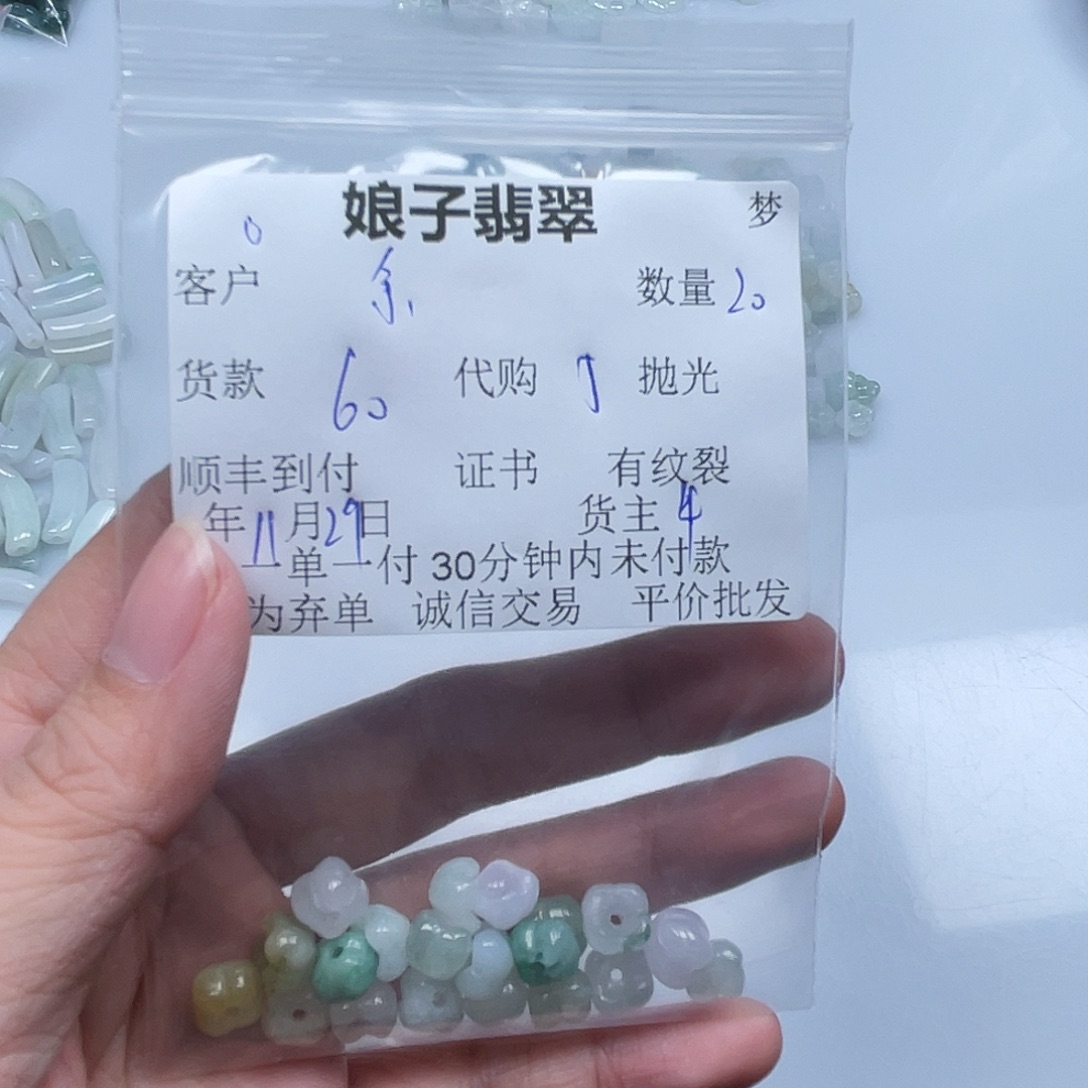 娘子翡翠 梦
客户 余 数量 20
货款 60 代购 抛光
顺丰到付 证书 有纹裂
年 11 月 29 日 货主
一单一付 30分钟内未付款
为弃单 诚信交易 平价批发